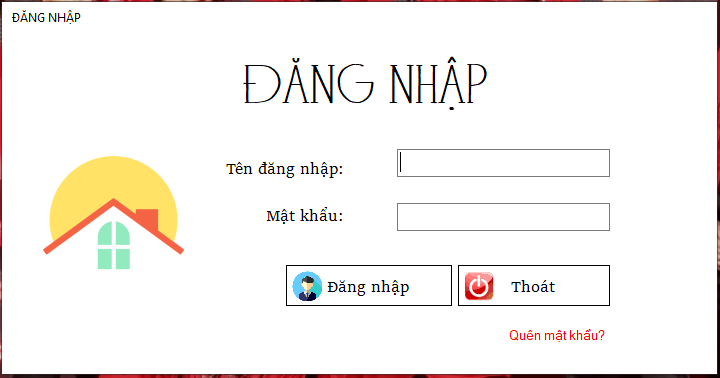 ĐĂNG NHẬP
ĐĂNG NHẬP
Tên đăng nhập:
Mật khẩu:
Đăng nhập
Thoát
Quên mật khẩu?